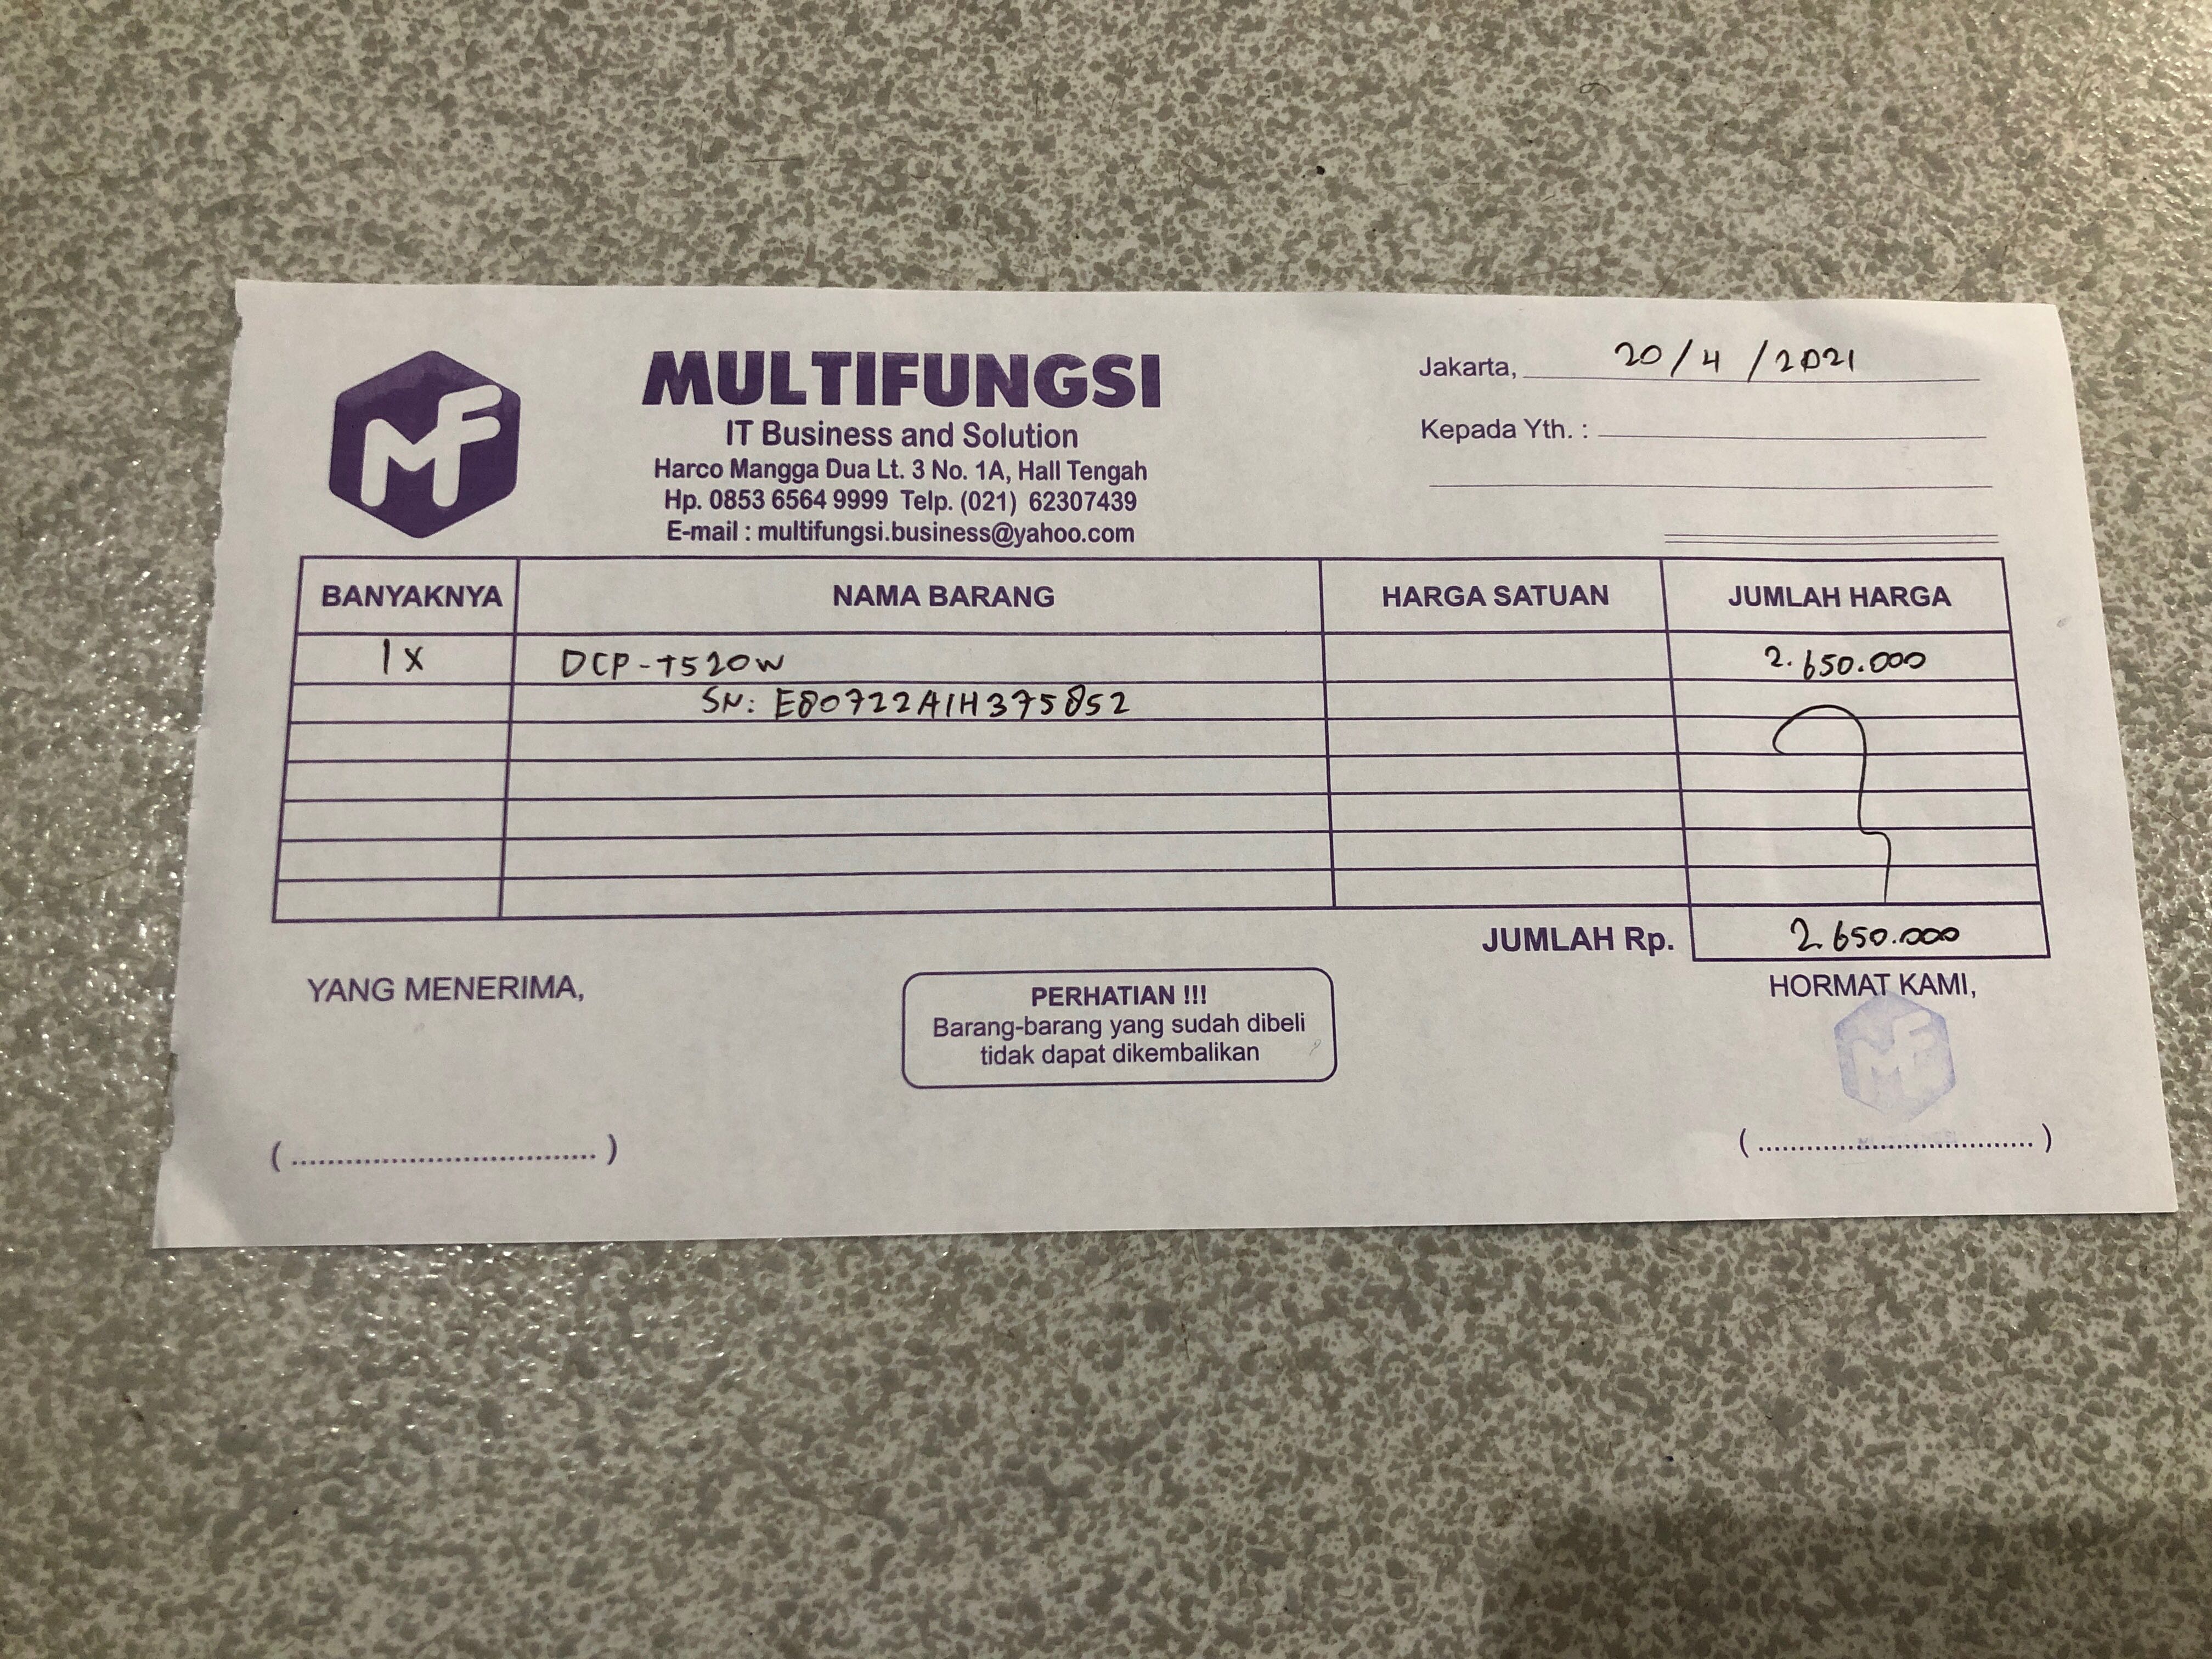 MF
MULTIFUNGSI
IT Business and Solution
Harco Mangga Dua Lt. 3 No. 1A, Hall Tengah
Hp. 0853 6564 9999 Telp. (021) 62307439
E-mail : multifungsi.business@yahoo.com
Jakarta, 20/4/2021
Kepada Yth. :
BANYAKNYA NAMA BARANG HARGA SATUAN JUMLAH HARGA
1X DCP-T520W 2.650.000
SN: E80722A1H375852
JUMLAH Rp. 2.650.000
YANG MENERIMA,
PERHATIAN !!!
Barang-barang yang sudah dibeli
tidak dapat dikembalikan
HORMAT KAMI,
MF
(.................................)
(.................................)